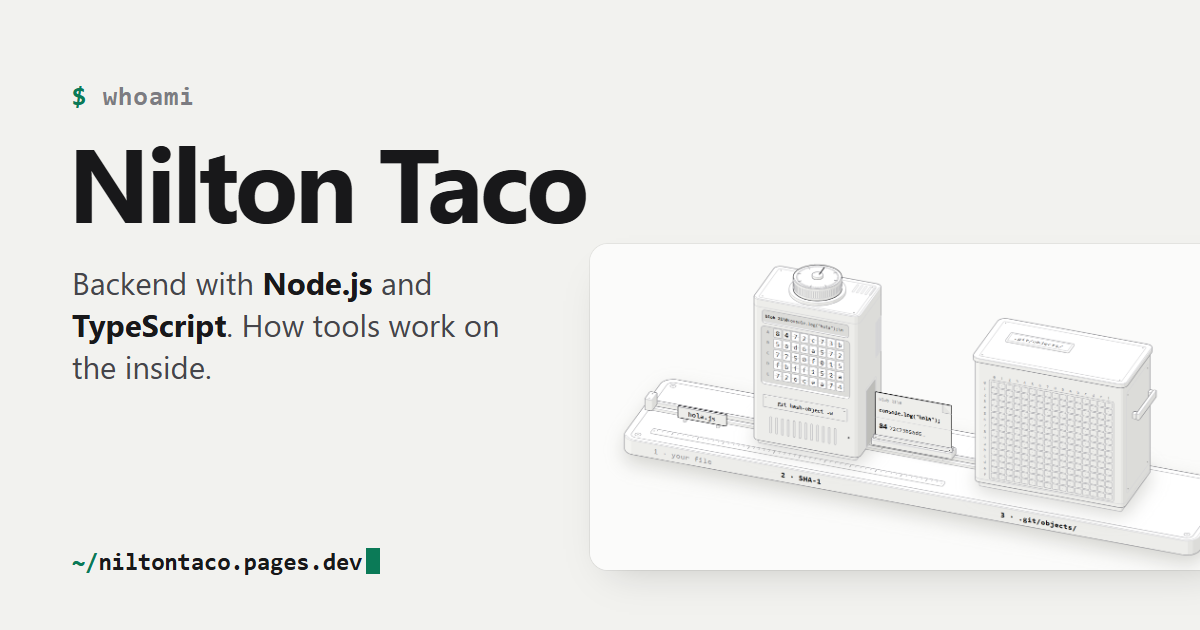 $ whoami
Nilton Taco
Backend with Node.js and
TypeScript. How tools work on
the inside.
hola.js
git hash-object -w
console.log("hola");
1 · your file
2 · SHA-1
3 · .git/objects/
~/niltontaco.pages.dev